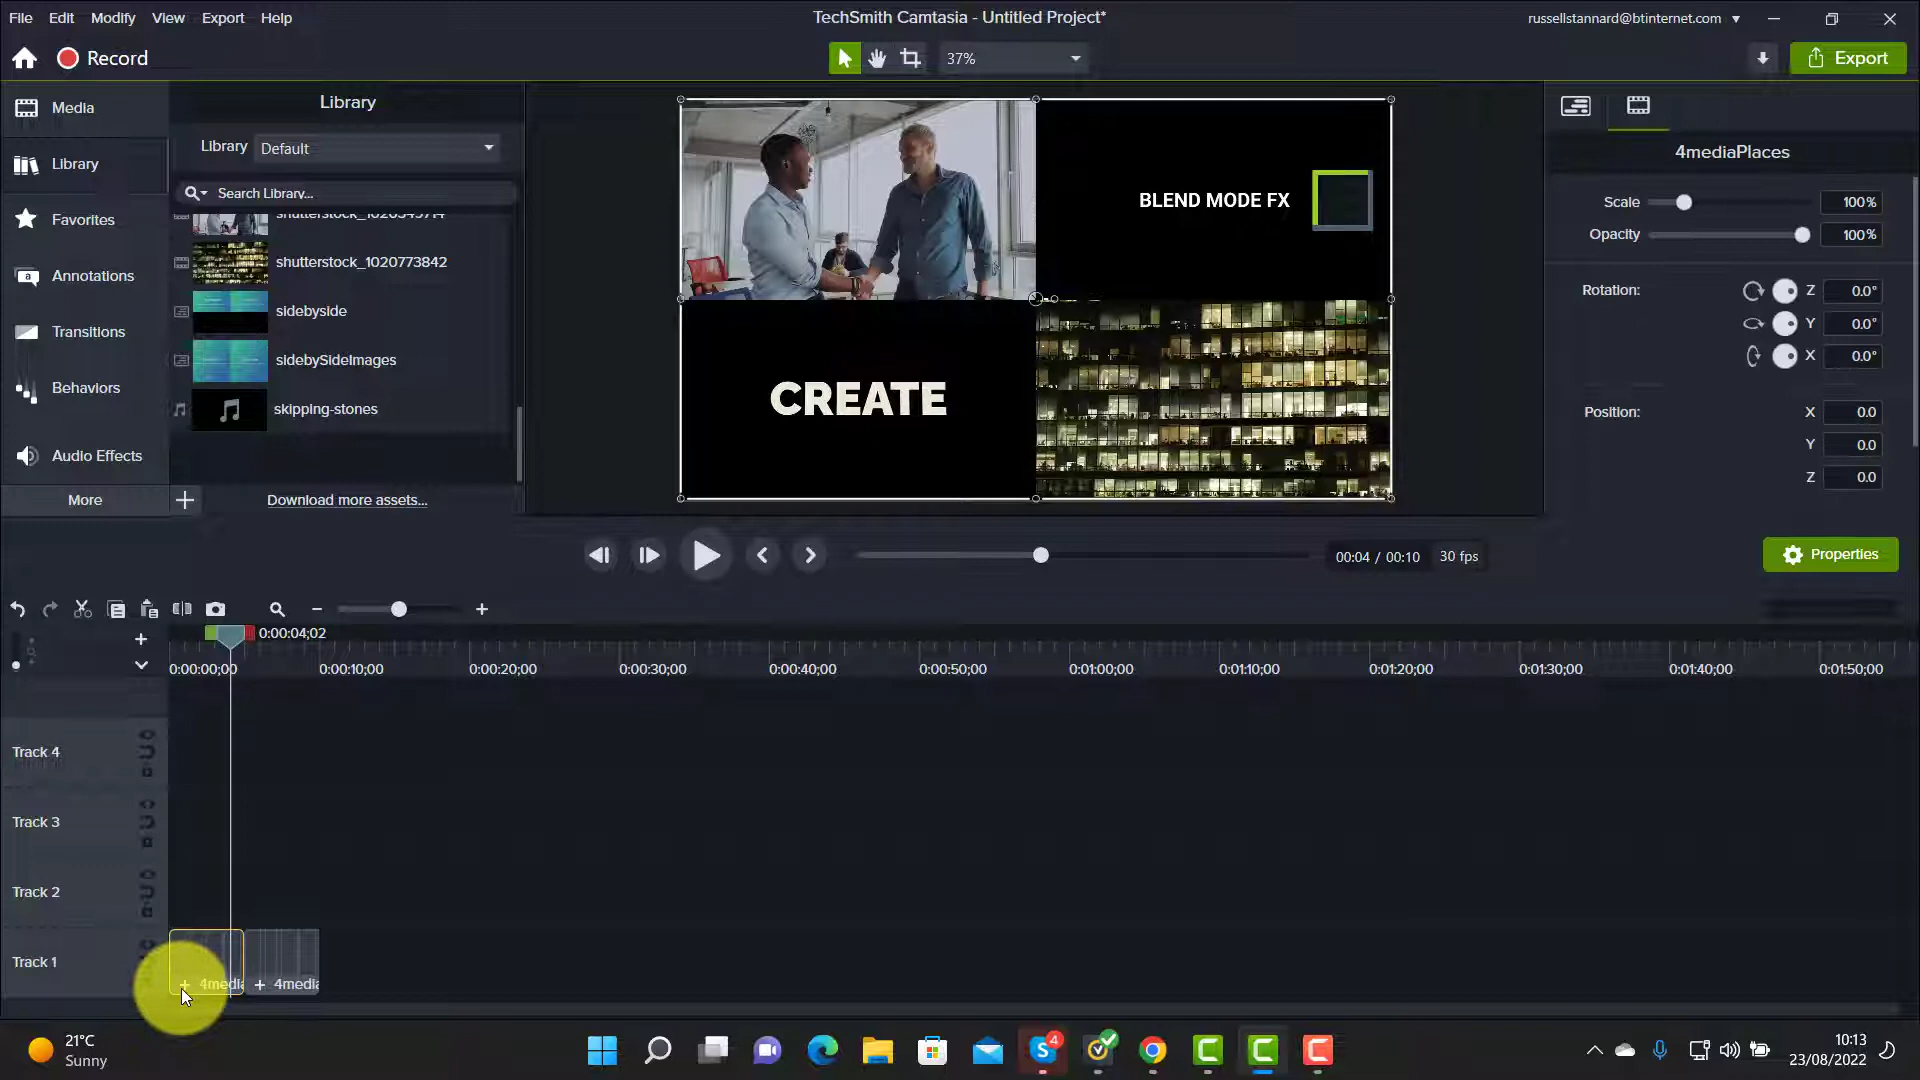 File Edit Modify View Export Help
TechSmith Camtasia - Untitled Project*
russellstannard@btinternet.com
Record
37%
Export
Media
Library
Library Default
Search Library...
Library
Favorites
Annotations
Transitions
Behaviors
Audio Effects
More
shutterstock_1020773842
sidebyside
sidebySideImages
skipping-stones
Download more assets...
BLEND MODE FX
CREATE
4mediaPlaces
Scale 100%
Opacity 100%
Rotation: Z 0.0°
Y 0.0°
X 0.0°
Position: X 0.0
Y 0.0
Z 0.0
00:04 / 00:10 30 fps
Properties
0:00:04;02
0:00:00;00 0:00:10;00 0:00:20;00 0:00:30;00 0:00:40;00 0:00:50;00 0:01:00;00 0:01:10;00 0:01:20;00 0:01:30;00 0:01:40;00 0:01:50;00
Track 4
Track 3
Track 2
Track 1
+ 4media + 4media
21°C
Sunny
4
10:13
23/08/2022